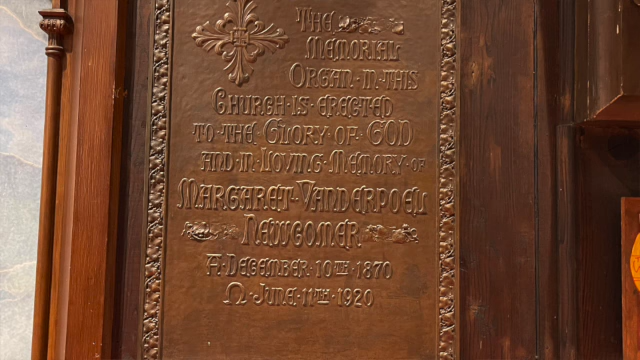 THE
MEMORIAL
ORGAN·IN·THIS
CHURCH·IS·ERECTED
TO·THE·GLORY·OF·GOD
AND·IN·LOVING·MEMORY·OF
MARGARET·VANDERPOEL
NEWCOMER
Α·DECEMBER·10TH·1870
Ω·JUNE·11TH·1920